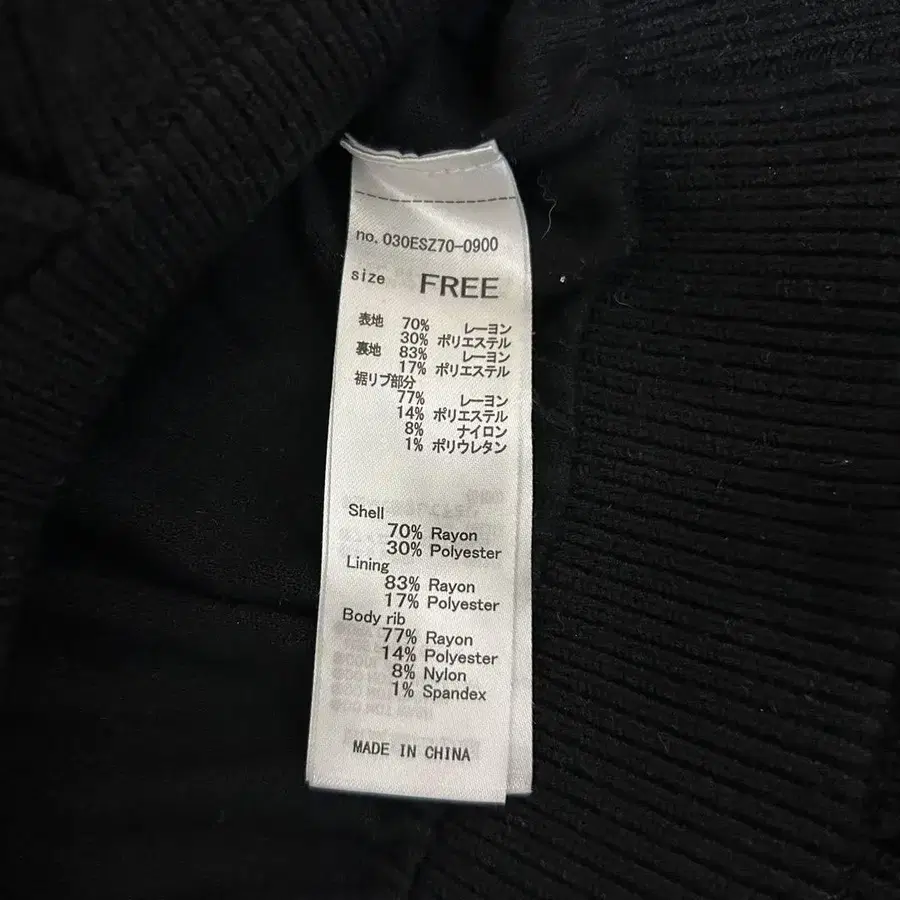 no. 030ESZ70-0900
size FREE
表地 70% レーヨン
30% ポリエステル
裏地 83% レーヨン
17% ポリエステル
裾リブ部分
77% レーヨン
14% ポリエステル
8% ナイロン
1% ポリウレタン
Shell
70% Rayon
30% Polyester
Lining
83% Rayon
17% Polyester
Body rib
77% Rayon
14% Polyester
8% Nylon
1% Spandex
MADE IN CHINA